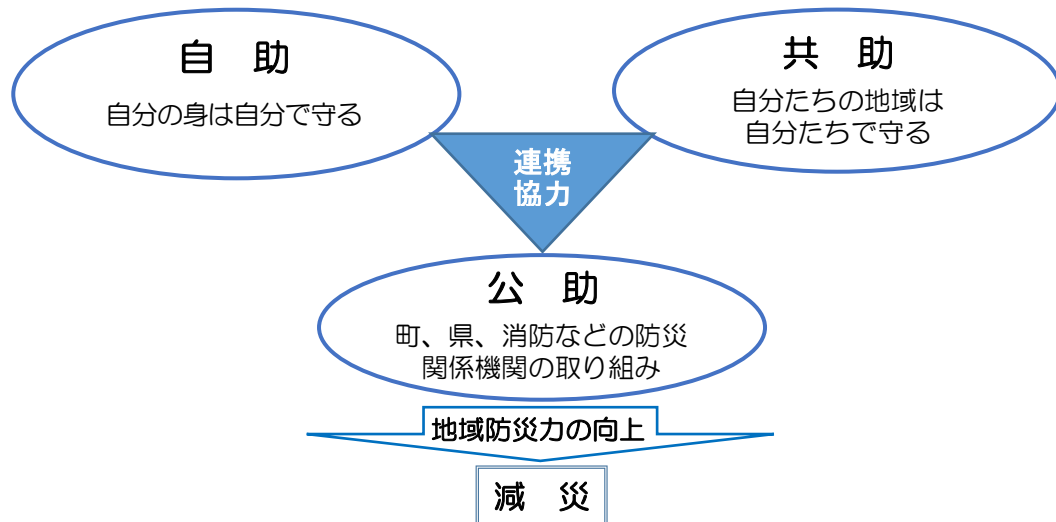 自　助
自分の身は自分で守る
共　助
自分たちの地域は
自分たちで守る
連携
協力
公　助
町、県、消防などの防災
関係機関の取り組み
地域防災力の向上
減　災